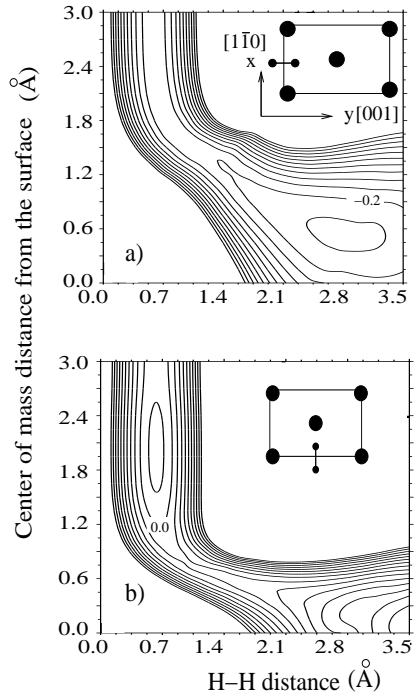 Center of mass distance from the surface (Å)
3.0
2.4
1.8
1.2
0.6
0.0
[11̄0]
x
y[001]
−0.2
a)
0.0 0.7 1.4 2.1 2.8 3.5
3.0
2.4
1.8
1.2
0.6
0.0
0.0
b)
0.0 0.7 1.4 2.1 2.8 3.5
H−H distance (Å)